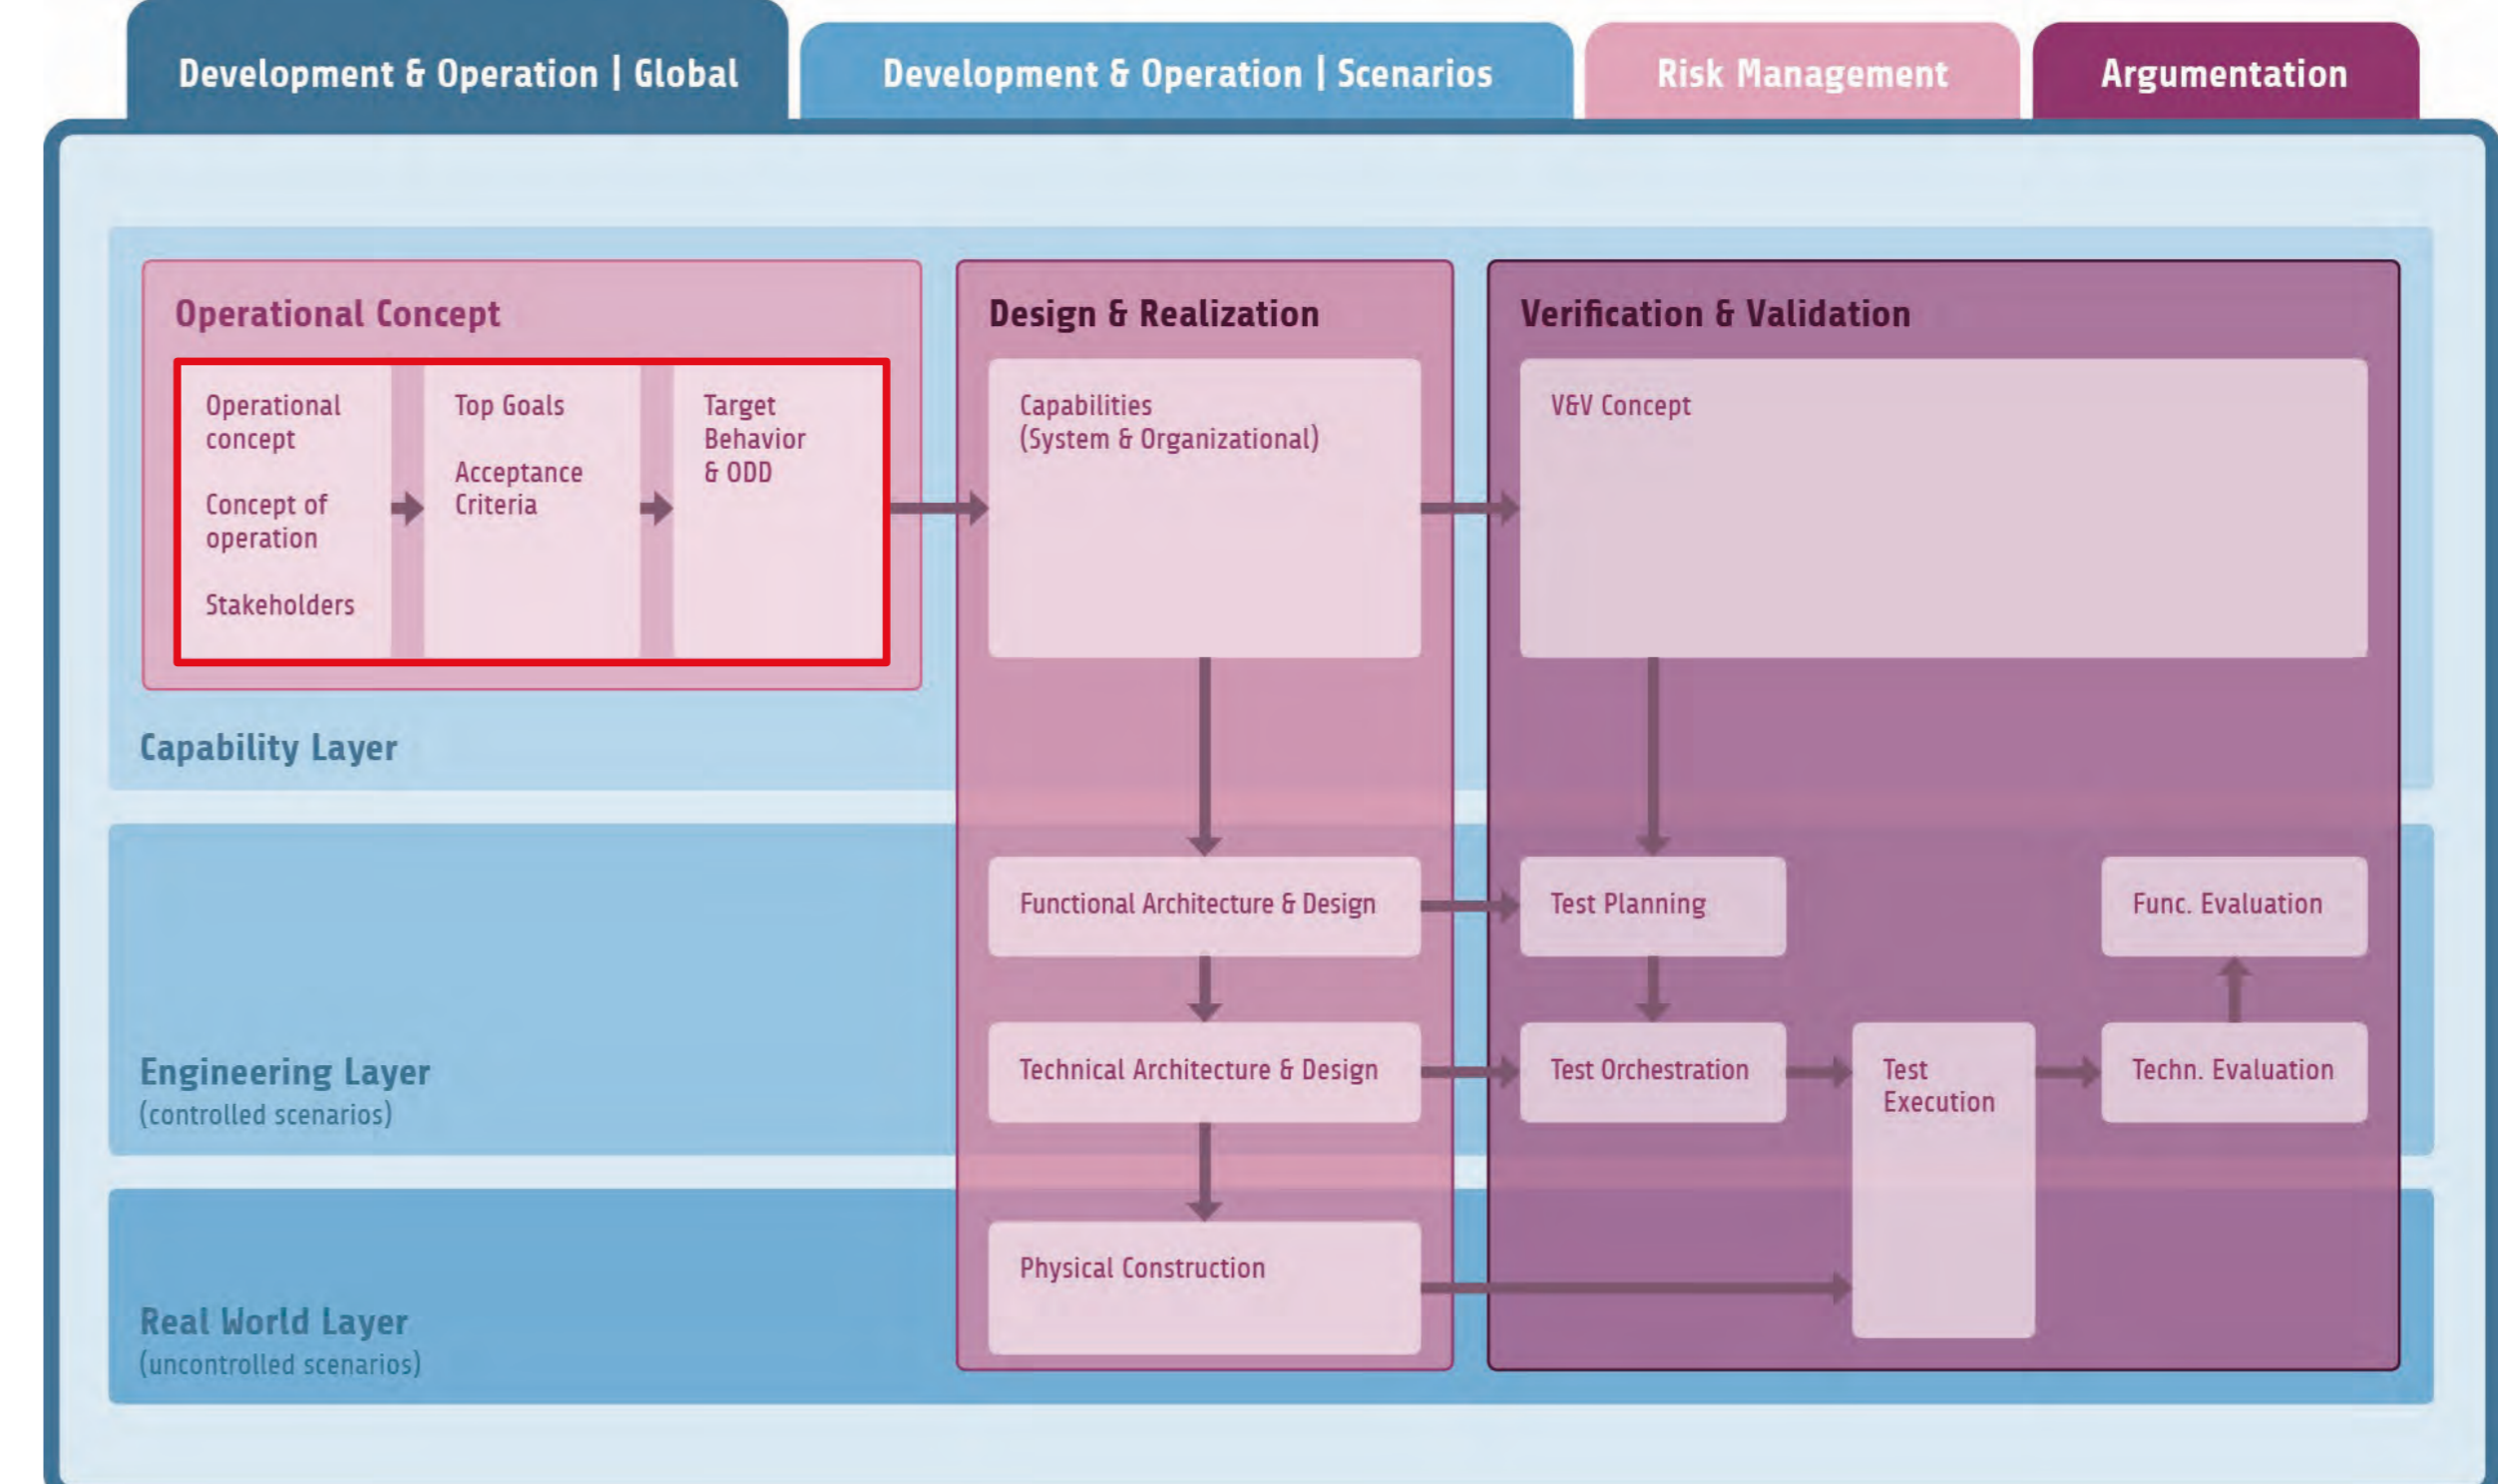 Development & Operation | Global
Development & Operation | Scenarios
Risk Management
Argumentation
Operational Concept
Operational
concept
Concept of
operation
Stakeholders
Top Goals
Acceptance
Criteria
Target
Behavior
& ODD
Design & Realization
Capabilities
(System & Organizational)
Verification & Validation
V&V Concept
Capability Layer
Functional Architecture & Design
Test Planning
Func. Evaluation
Engineering Layer
(controlled scenarios)
Technical Architecture & Design
Test Orchestration
Test
Execution
Techn. Evaluation
Real World Layer
(uncontrolled scenarios)
Physical Construction